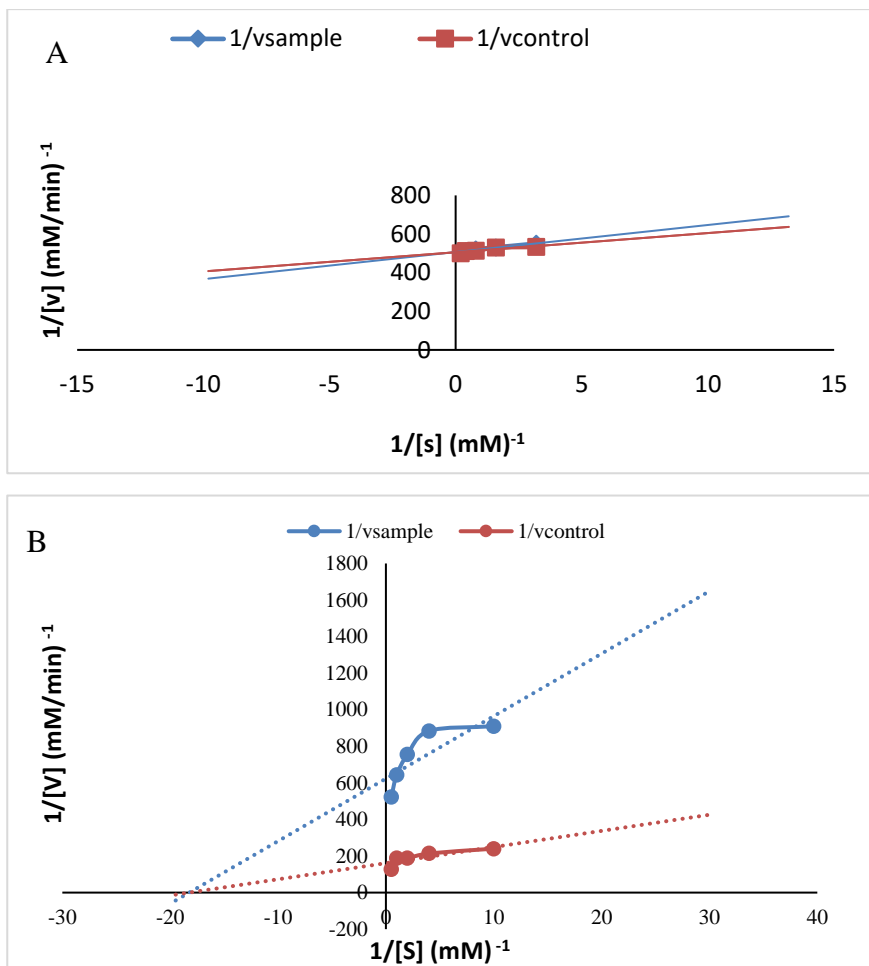 A
1/vsample 1/vcontrol
1/[v] (mM/min) -1
800
600
400
200
0
-15 -10 -5 0 5 10 15
1/[s] (mM)-1
B
1/vsample 1/vcontrol
1/[V] (mM/min) -1
1800
1600
1400
1200
1000
800
600
400
200
0
-200
-30 -20 -10 0 10 20 30 40
1/[S] (mM) -1